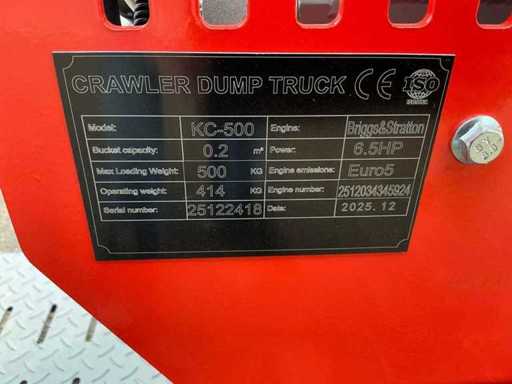 CRAWLER DUMP TRUCK CE ISO
Model: KC-500 Engine: Briggs&Stratton
Bucket capacity: 0.2 m³ Power: 6.5HP
Max Loading Weight: 500 KG Engine emissions: Euro5
Operating weight: 414 KG Engine number: 2512034345924
Serial number: 25122418 Date: 2025.12